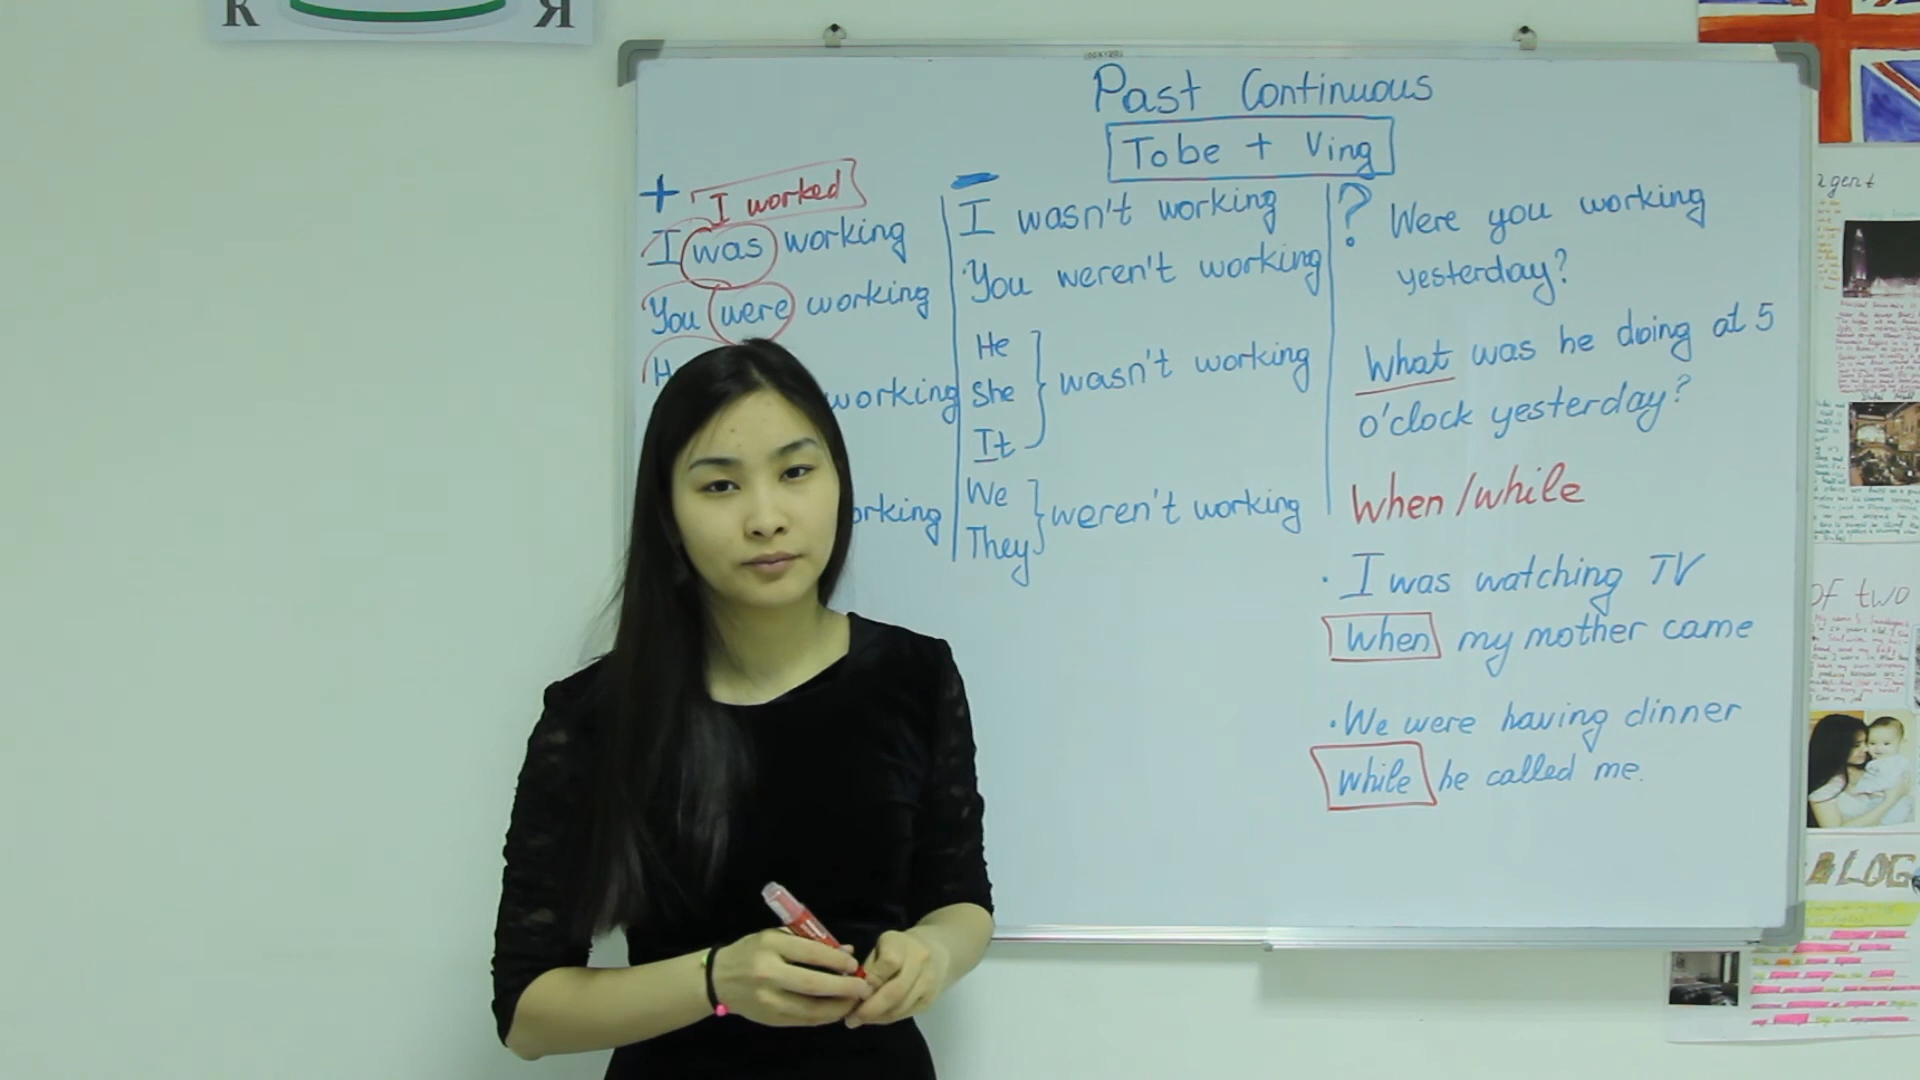 К Я
Past Continuous
To be + Ving
+ I worked
I was working
You were working
H
working
orking
I wasn't working
You weren't working
He
She
It
wasn't working
We
They
weren't working
? Were you working
yesterday?
What was he doing at 5
o'clock yesterday?
When/while
· I was watching TV
when my mother came
· We were having dinner
while he called me.
agent
of two
BLOG